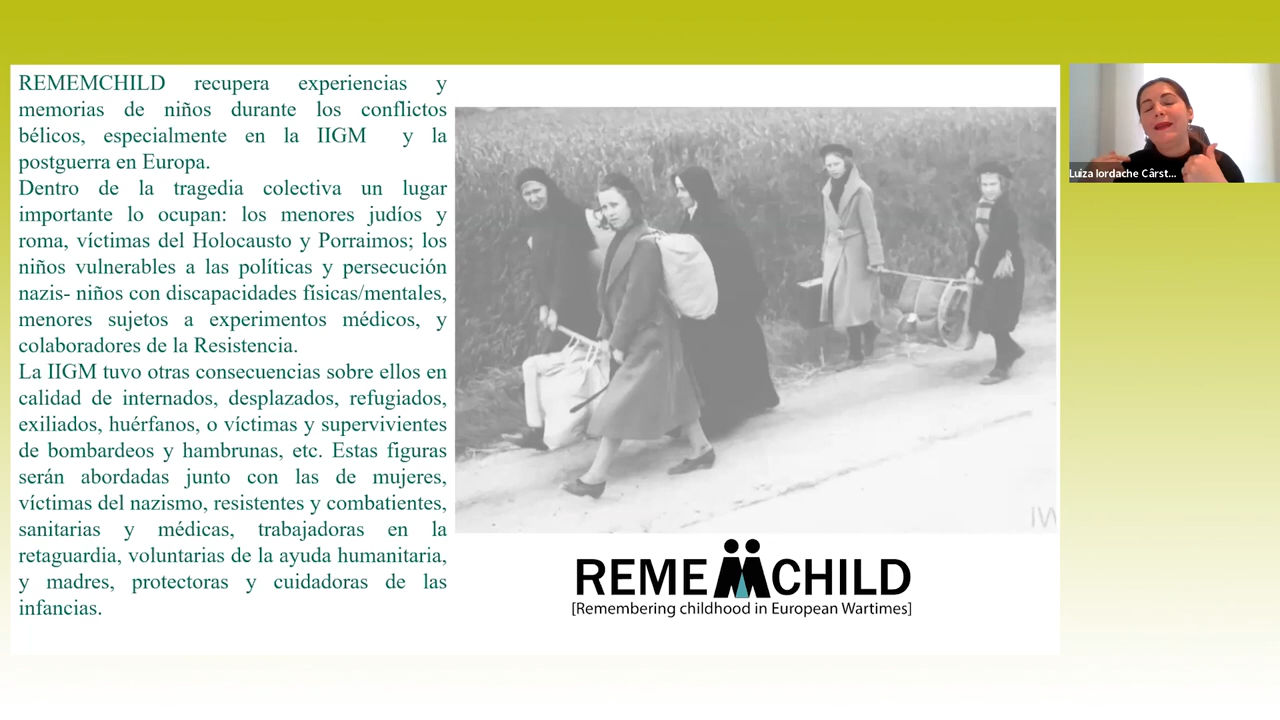 REMEMCHILD recupera experiencias y
memorias de niños durante los conflictos
bélicos, especialmente en la IIGM y la
postguerra en Europa.
Dentro de la tragedia colectiva un lugar
importante lo ocupan: los menores judíos y
roma, víctimas del Holocausto y Porraimos; los
niños vulnerables a las políticas y persecución
nazis- niños con discapacidades físicas/mentales,
menores sujetos a experimentos médicos, y
colaboradores de la Resistencia.
La IIGM tuvo otras consecuencias sobre ellos en
calidad de internados, desplazados, refugiados,
exiliados, huérfanos, o víctimas y supervivientes
de bombardeos y hambrunas, etc. Estas figuras
serán abordadas junto con las de mujeres,
víctimas del nazismo, resistentes y combatientes,
sanitarias y médicas, trabajadoras en la
retaguardia, voluntarias de la ayuda humanitaria,
y madres, protectoras y cuidadoras de las
infancias.
IW
REMEMCHILD
[Remembering childhood in European Wartimes]
Luiza Iordache Cârst...